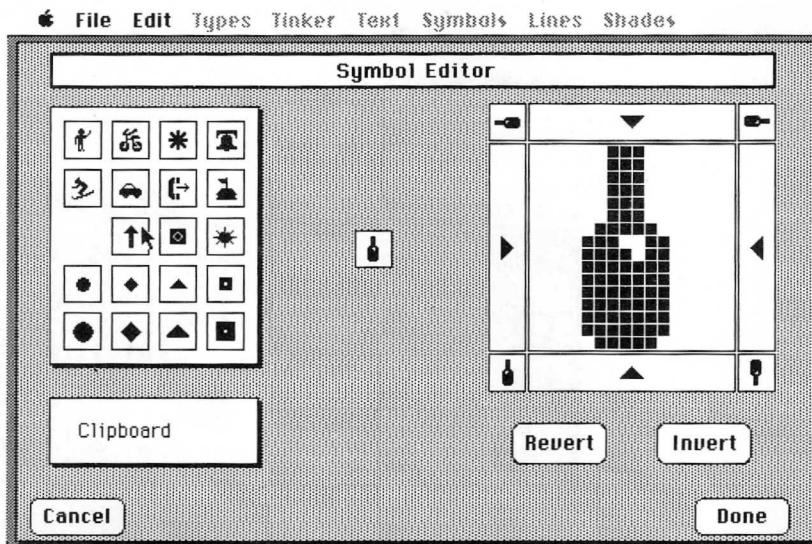 File Edit Types Tinker Text Symbols Lines Shades
Symbol Editor
Clipboard
Revert Invert
Cancel Done